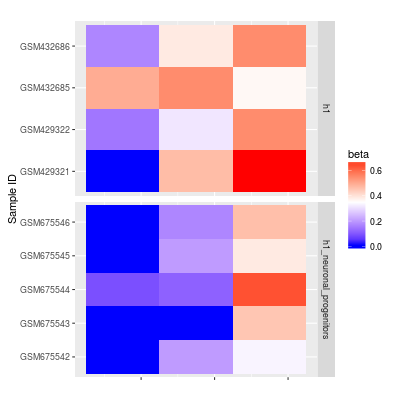 GSM432686
GSM432685
GSM429322
GSM429321
h1
GSM675546
GSM675545
GSM675544
GSM675543
GSM675542
h1_neuronal_progenitors
Sample ID
beta
0.6
0.4
0.2
0.0